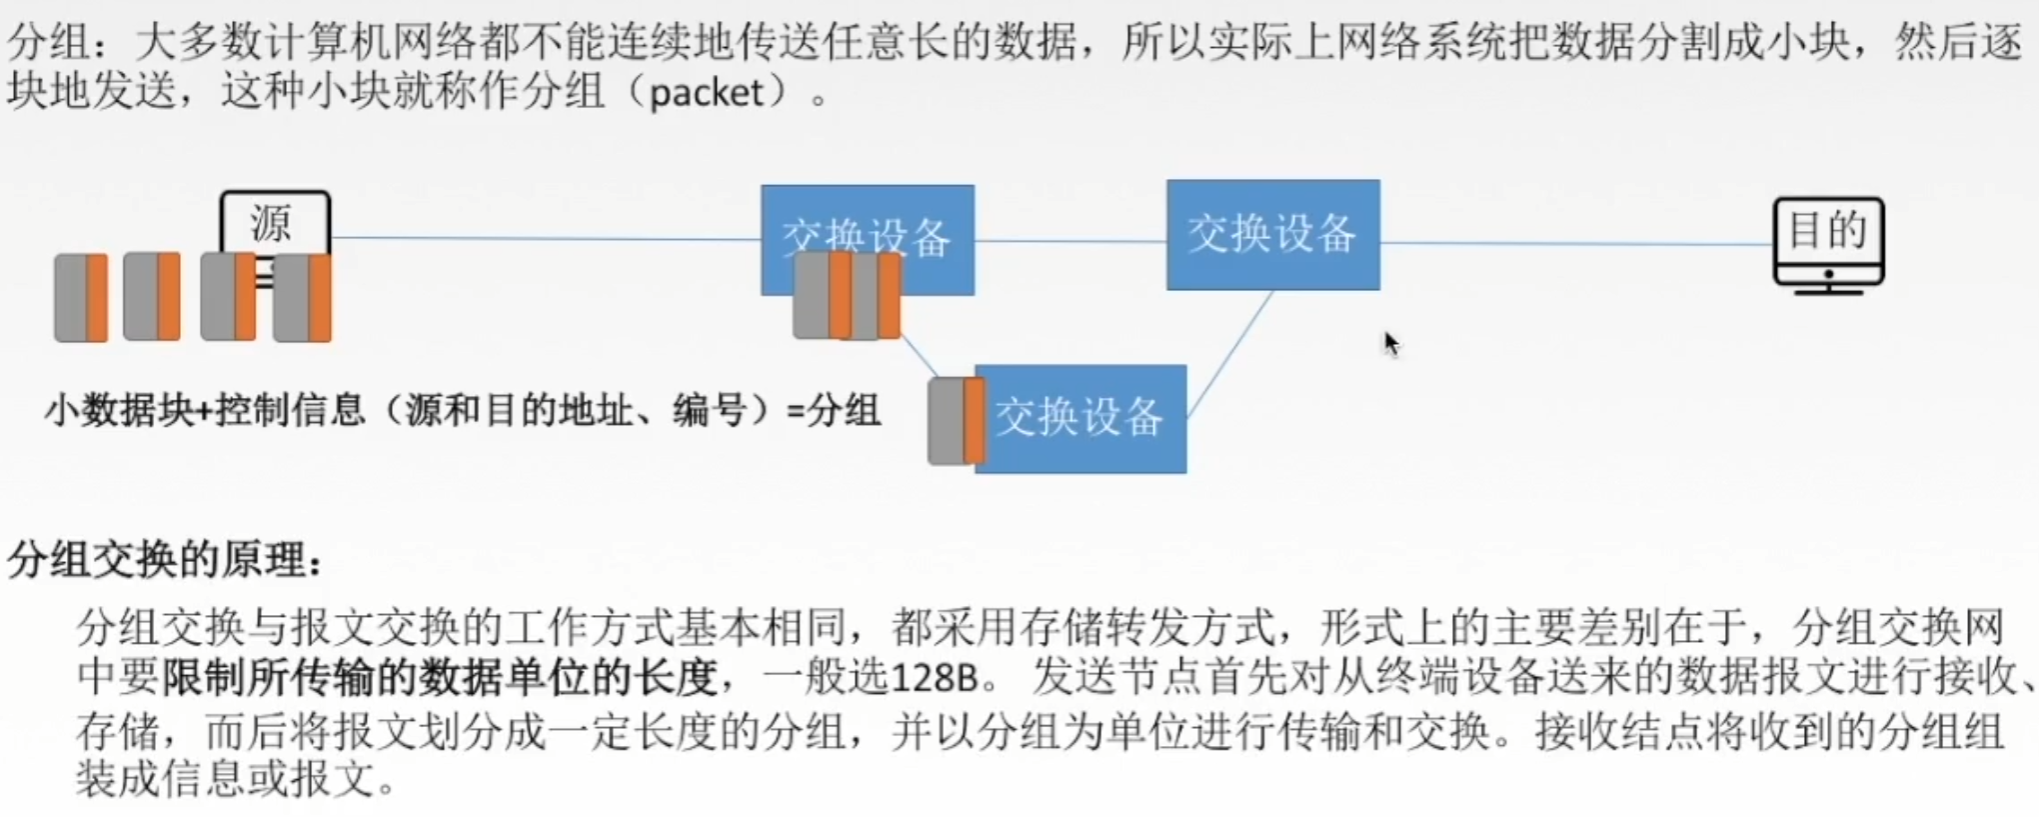 分组：大多数计算机网络都不能连续地传送任意长的数据，所以实际上网络系统把数据分割成小块，然后逐
块地发送，这种小块就称作分组（packet）。
源
交换设备
交换设备
目的
小数据块+控制信息（源和目的地址、编号）=分组
交换设备
分组交换的原理：
分组交换与报文交换的工作方式基本相同，都采用存储转发方式，形式上的主要差别在于，分组交换网
中要限制所传输的数据单位的长度，一般选128B。 发送节点首先对从终端设备送来的数据报文进行接收、
存储，而后将报文划分成一定长度的分组，并以分组为单位进行传输和交换。接收结点将收到的分组组
装成信息或报文。